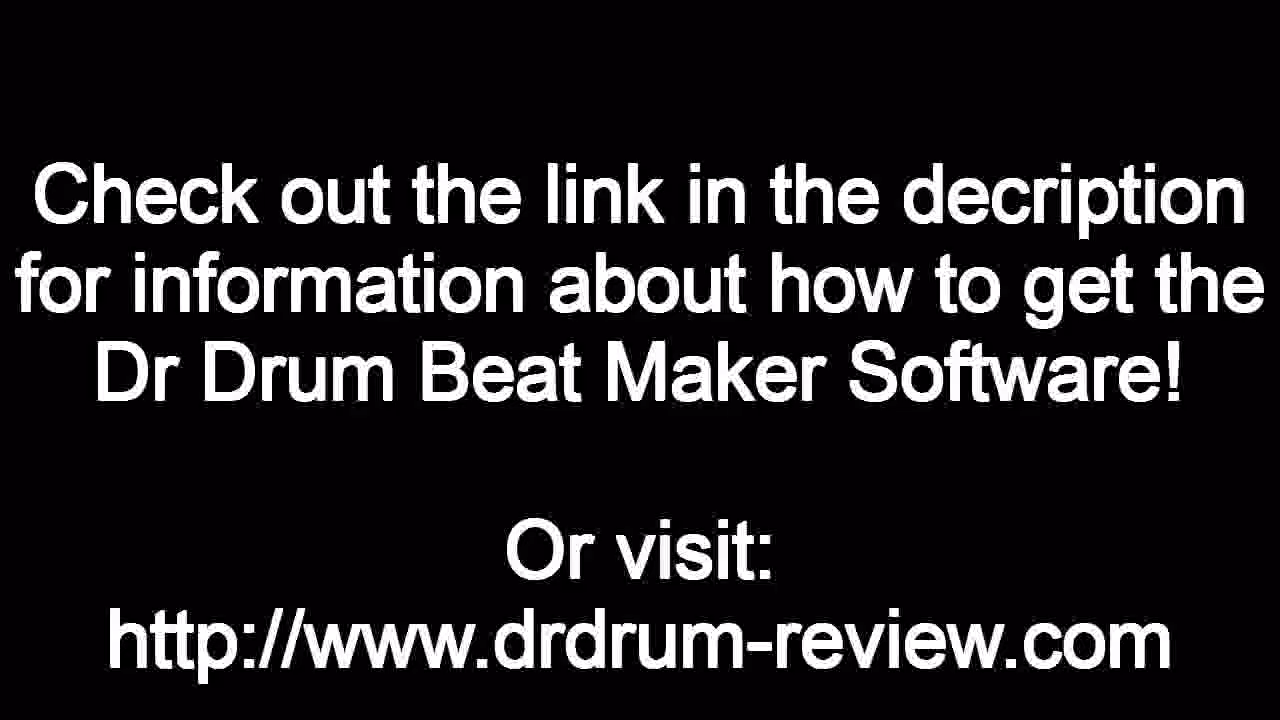 Check out the link in the decription
for information about how to get the
Dr Drum Beat Maker Software!
Or visit:
http://www.drdrum-review.com